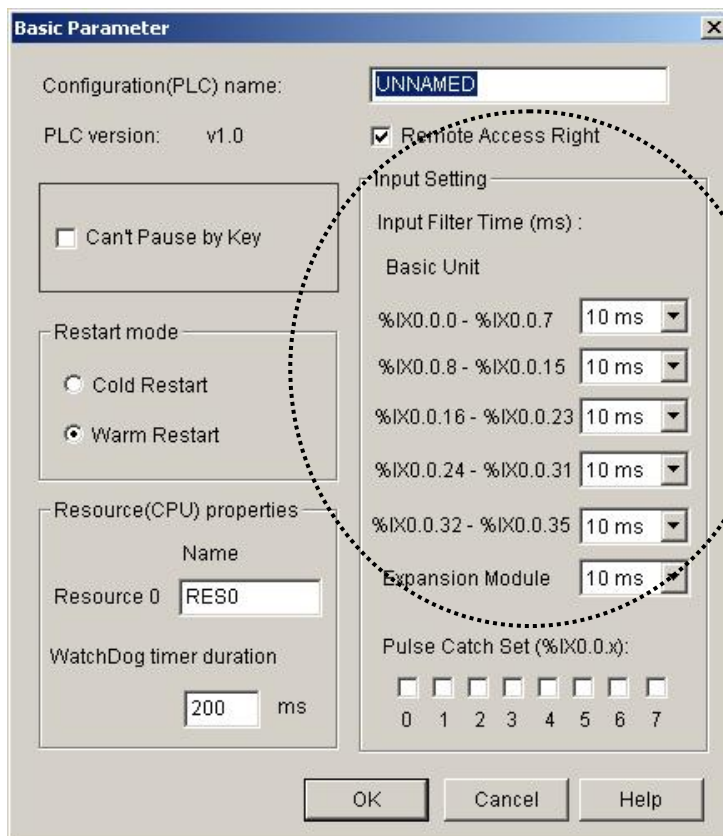 Basic Parameter
Configuration(PLC) name:
UNNAMED
PLC version: v1.0
Remote Access Right
Can't Pause by Key
Restart mode
Cold Restart
Warm Restart
Resource(CPU) properties
Name
Resource 0 RES0
WatchDog timer duration
200 ms
Input Setting
Input Filter Time (ms) :
Basic Unit
%IX0.0.0 - %IX0.0.7 10 ms
%IX0.0.8 - %IX0.0.15 10 ms
%IX0.0.16 - %IX0.0.23 10 ms
%IX0.0.24 - %IX0.0.31 10 ms
%IX0.0.32 - %IX0.0.35 10 ms
Expansion Module 10 ms
Pulse Catch Set (%IX0.0.x):
0 1 2 3 4 5 6 7
OK Cancel Help